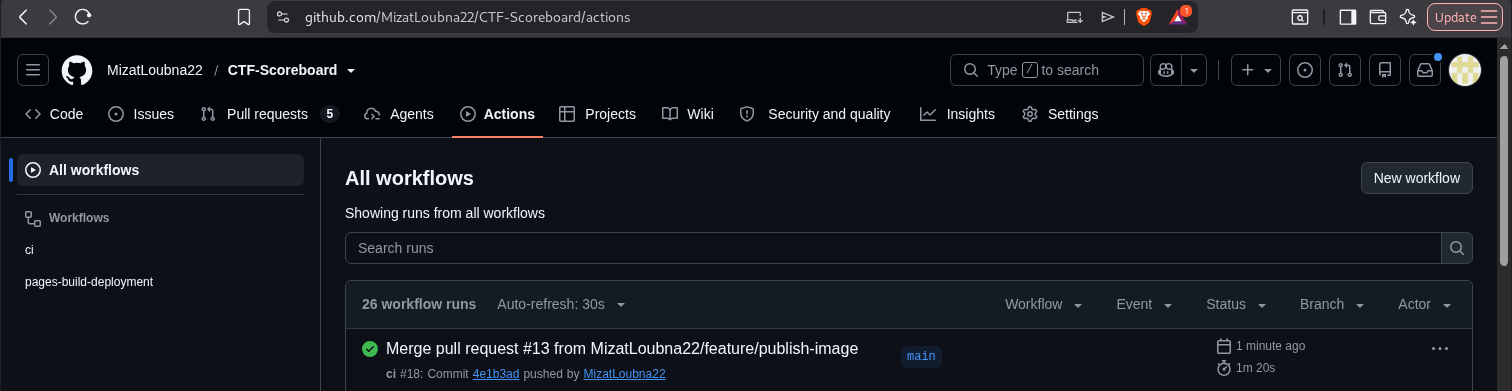 github.com/MizatLoubna22/CTF-Scoreboard/actions
1
Update
MizatLoubna22 / CTF-Scoreboard
Type / to search
Code
Issues
Pull requests 5
Agents
Actions
Projects
Wiki
Security and quality
Insights
Settings
All workflows
Workflows
ci
pages-build-deployment
All workflows
New workflow
Showing runs from all workflows
Search runs
26 workflow runs
Auto-refresh: 30s
Workflow
Event
Status
Branch
Actor
Merge pull request #13 from MizatLoubna22/feature/publish-image
ci #18: Commit 4e1b3ad pushed by MizatLoubna22
main
1 minute ago
1m 20s